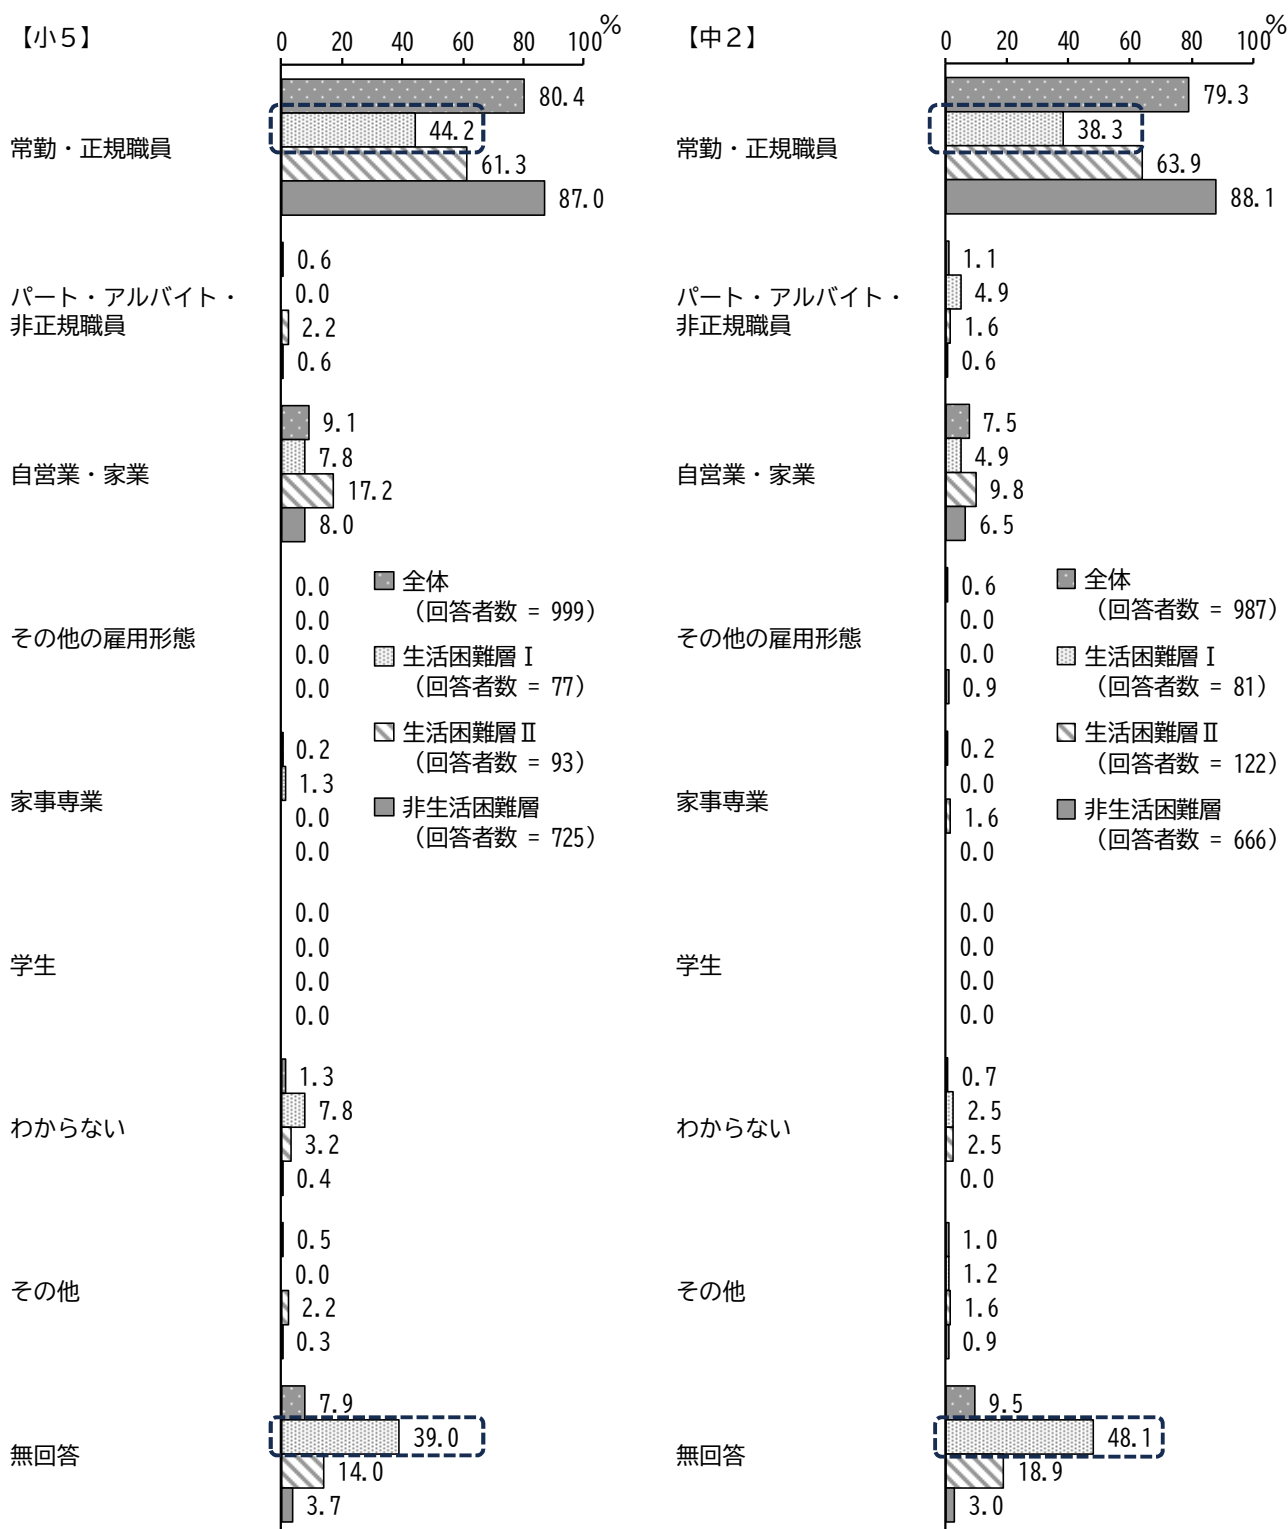 【小５】
0 20 40 60 80 100%
常勤・正規職員
80.4
44.2
61.3
87.0
パート・アルバイト・
非正規職員
0.6
0.0
2.2
0.6
自営業・家業
9.1
7.8
17.2
8.0
その他の雇用形態
0.0
0.0
0.0
0.0
家事専業
0.2
1.3
0.0
0.0
学生
0.0
0.0
0.0
0.0
わからない
1.3
7.8
3.2
0.4
その他
0.5
0.0
2.2
0.3
無回答
7.9
39.0
14.0
3.7
全体
（回答者数 = 999）
生活困難層Ⅰ
（回答者数 = 77）
生活困難層Ⅱ
（回答者数 = 93）
非生活困難層
（回答者数 = 725）
【中２】
0 20 40 60 80 100%
常勤・正規職員
79.3
38.3
63.9
88.1
パート・アルバイト・
非正規職員
1.1
4.9
1.6
0.6
自営業・家業
7.5
4.9
9.8
6.5
その他の雇用形態
0.6
0.0
0.0
0.9
家事専業
0.2
0.0
1.6
0.0
学生
0.0
0.0
0.0
0.0
わからない
0.7
2.5
2.5
0.0
その他
1.0
1.2
1.6
0.9
無回答
9.5
48.1
18.9
3.0
全体
（回答者数 = 987）
生活困難層Ⅰ
（回答者数 = 81）
生活困難層Ⅱ
（回答者数 = 122）
非生活困難層
（回答者数 = 666）